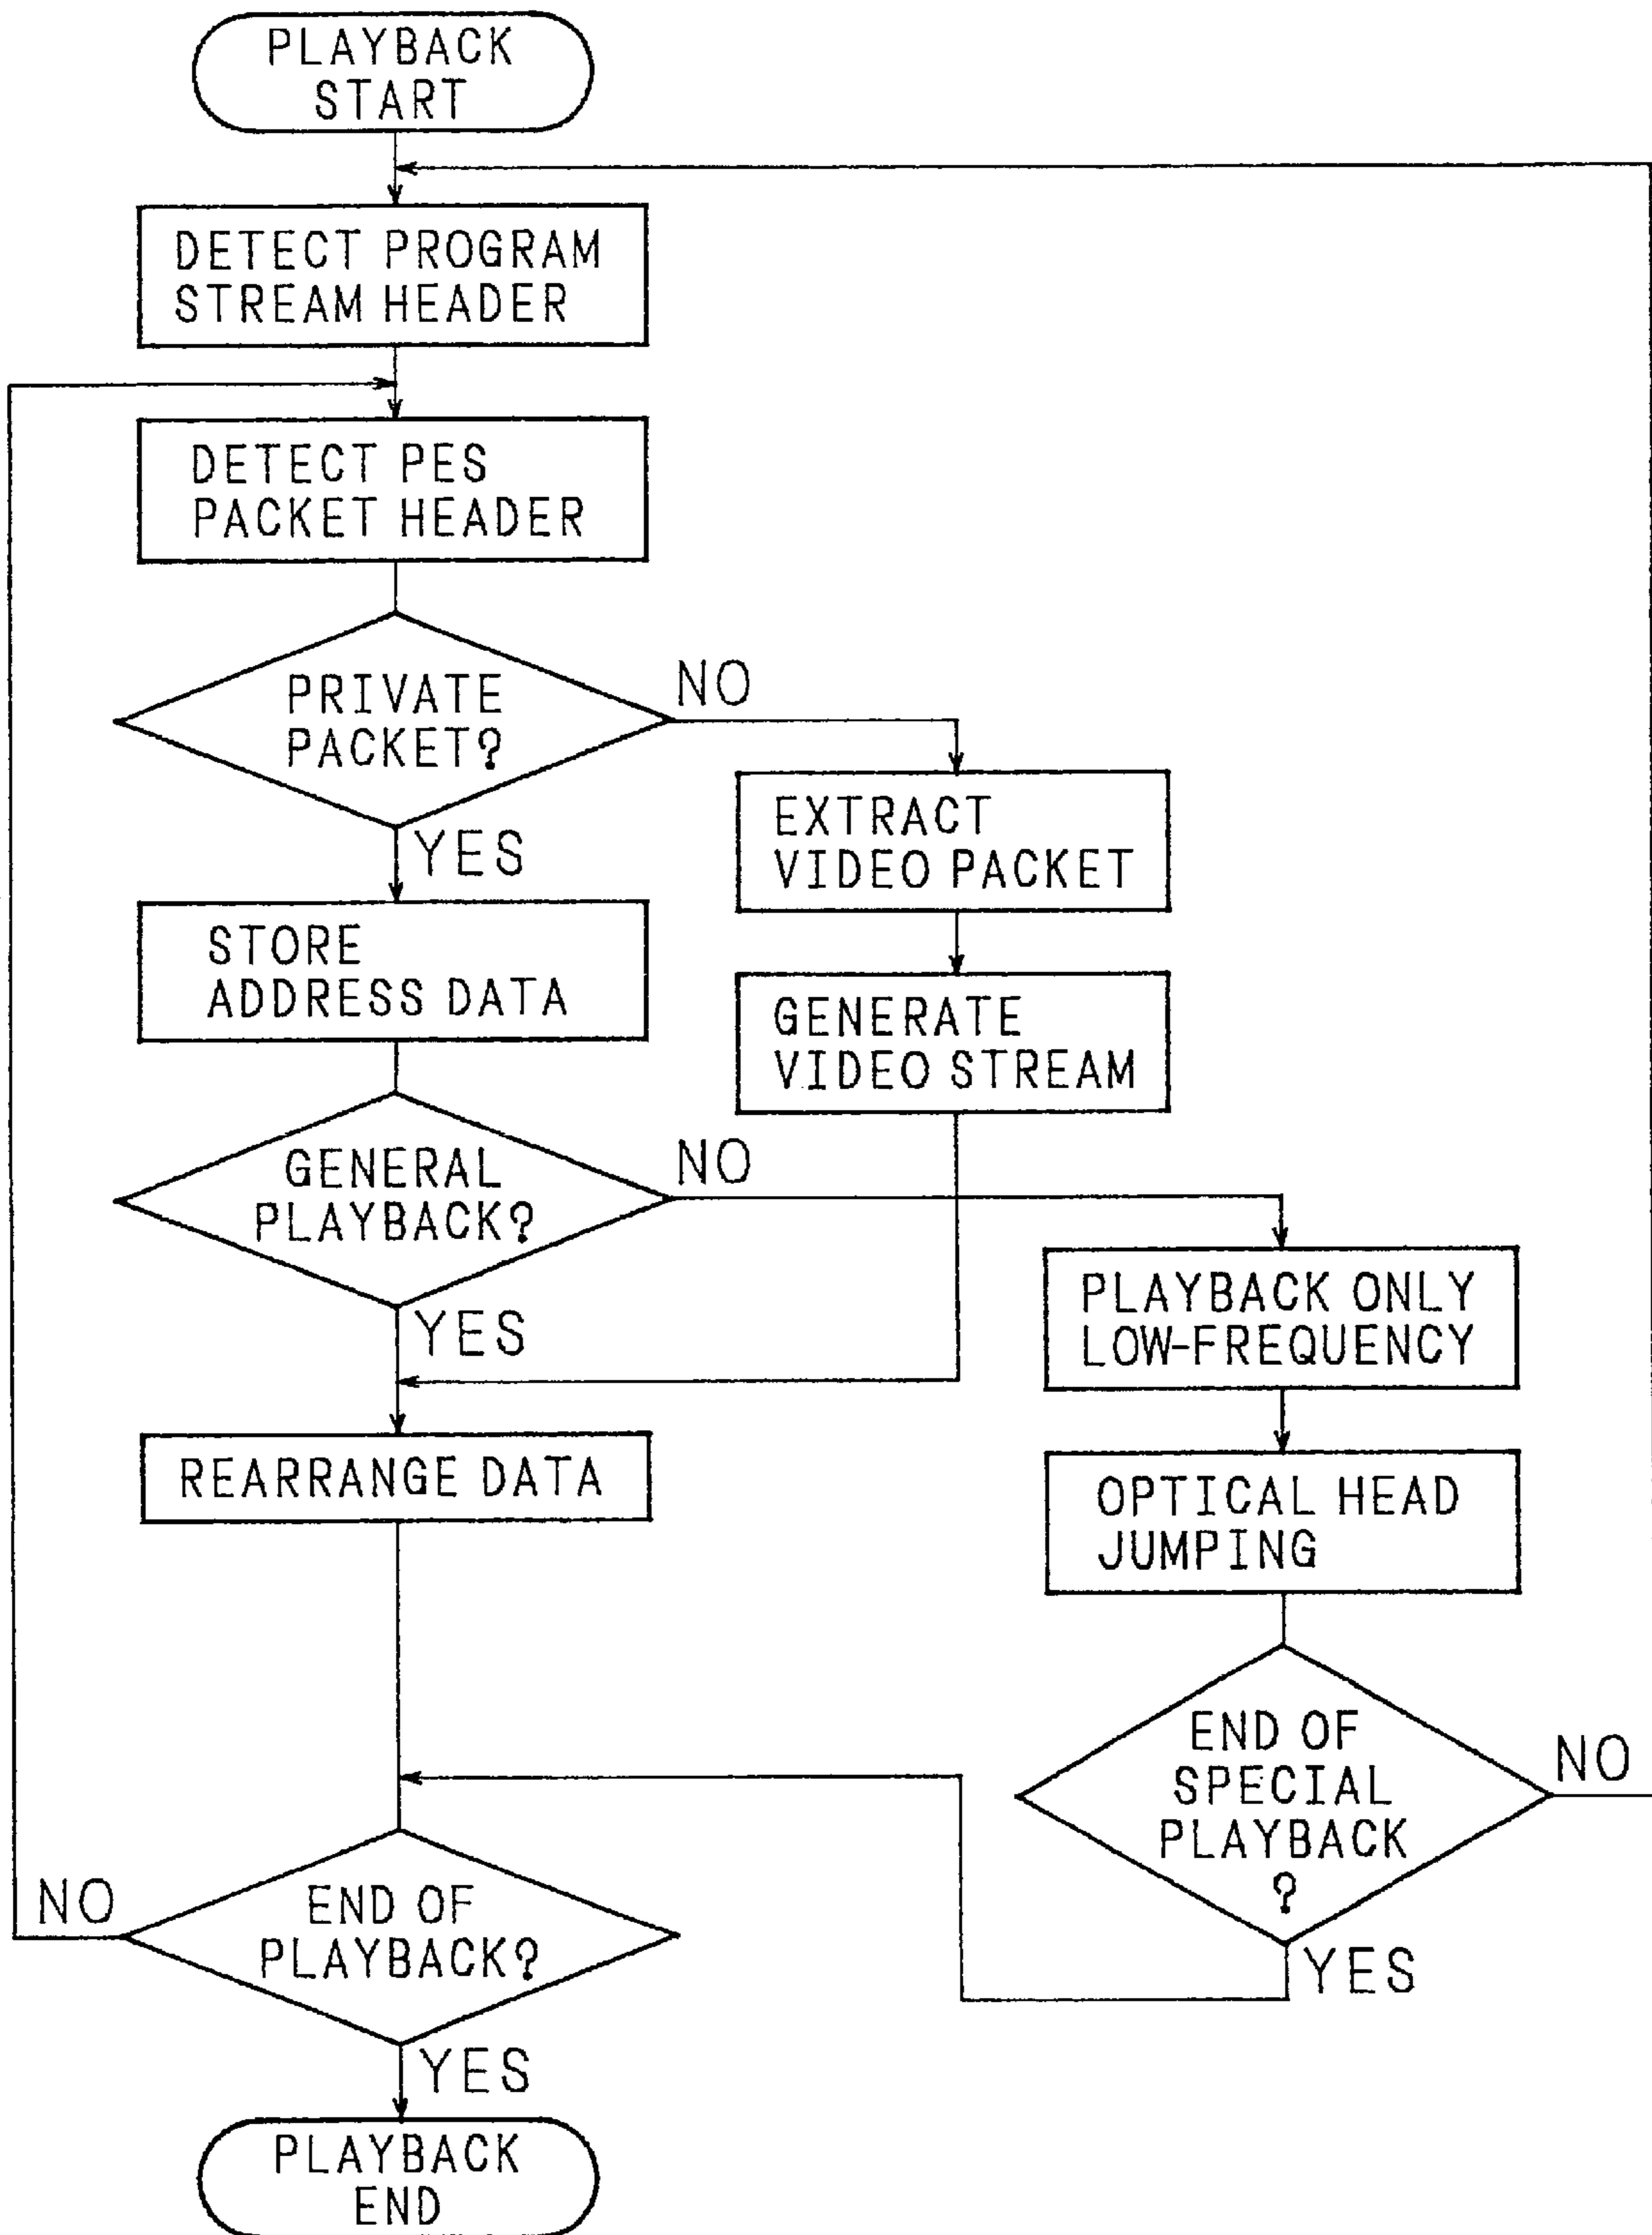 PLAYBACK
START
DETECT PROGRAM
STREAM HEADER
DETECT PES
PACKET HEADER
PRIVATE
PACKET?
NO
YES
EXTRACT
VIDEO PACKET
STORE
ADDRESS DATA
GENERATE
VIDEO STREAM
GENERAL
PLAYBACK?
NO
YES
PLAYBACK ONLY
LOW-FREQUENCY
REARRANGE DATA
OPTICAL HEAD
JUMPING
END OF
SPECIAL
PLAYBACK
?
NO
YES
END OF
PLAYBACK?
NO
YES
PLAYBACK
END